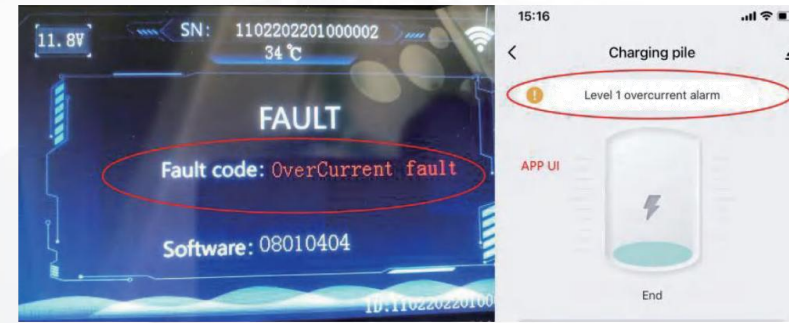 11.8V
SN: 1102202201000002
34℃
FAULT
Fault code: OverCurrent fault
Software: 08010404
15:16
Charging pile
Level 1 overcurrent alarm
APP UI
End